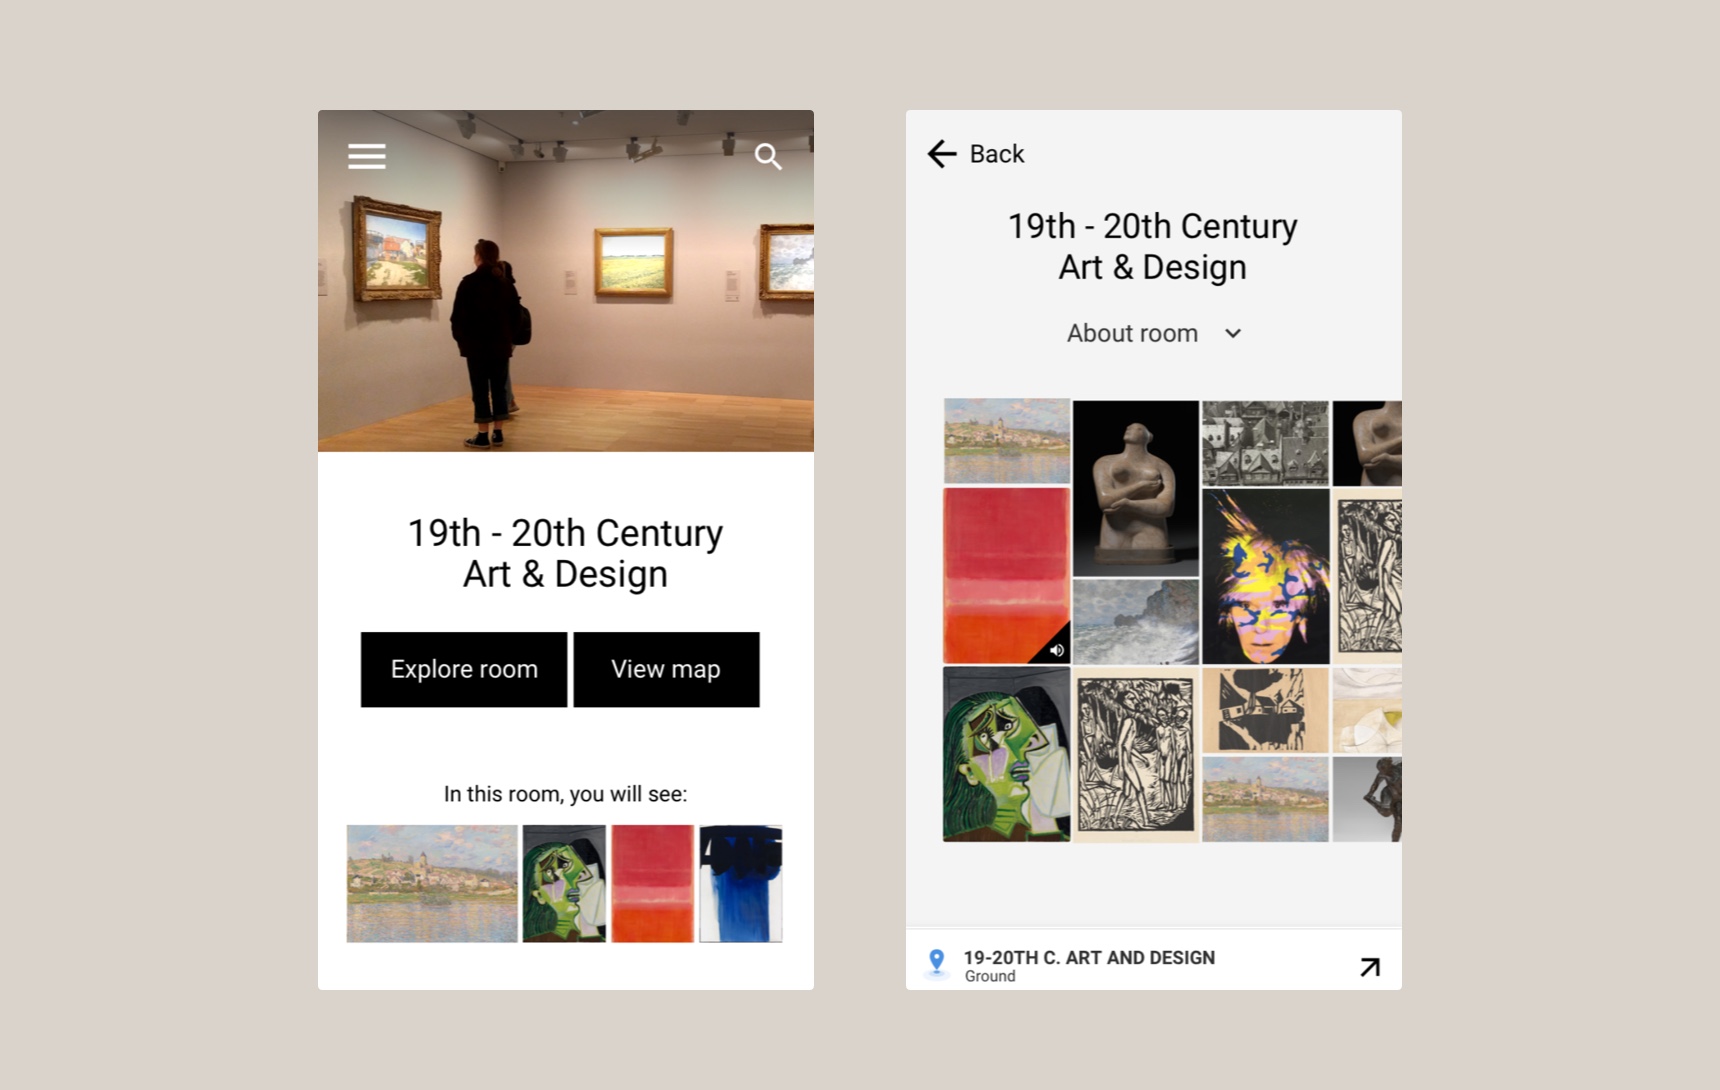 19th - 20th Century
Art & Design
Explore room
View map
In this room, you will see:
Back
19th - 20th Century
Art & Design
About room
19-20TH C. ART AND DESIGN
Ground